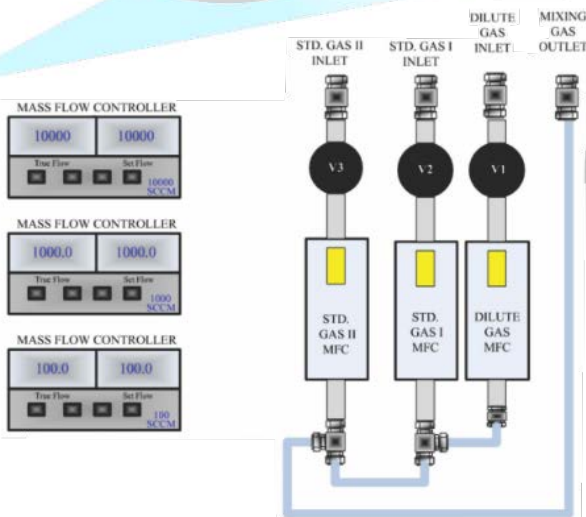 DILUTE
GAS
INLET
MIXING
GAS
OUTLET
STD. GAS II
INLET
STD. GAS I
INLET
MASS FLOW CONTROLLER
10000 10000
True Flow Set Flow
10000
SCCM
MASS FLOW CONTROLLER
1000.0 1000.0
True Flow Set Flow
1000
SCCM
MASS FLOW CONTROLLER
100.0 100.0
True Flow Set Flow
100
SCCM
V3
V2
V1
STD.
GAS II
MFC
STD.
GAS I
MFC
DILUTE
GAS
MFC